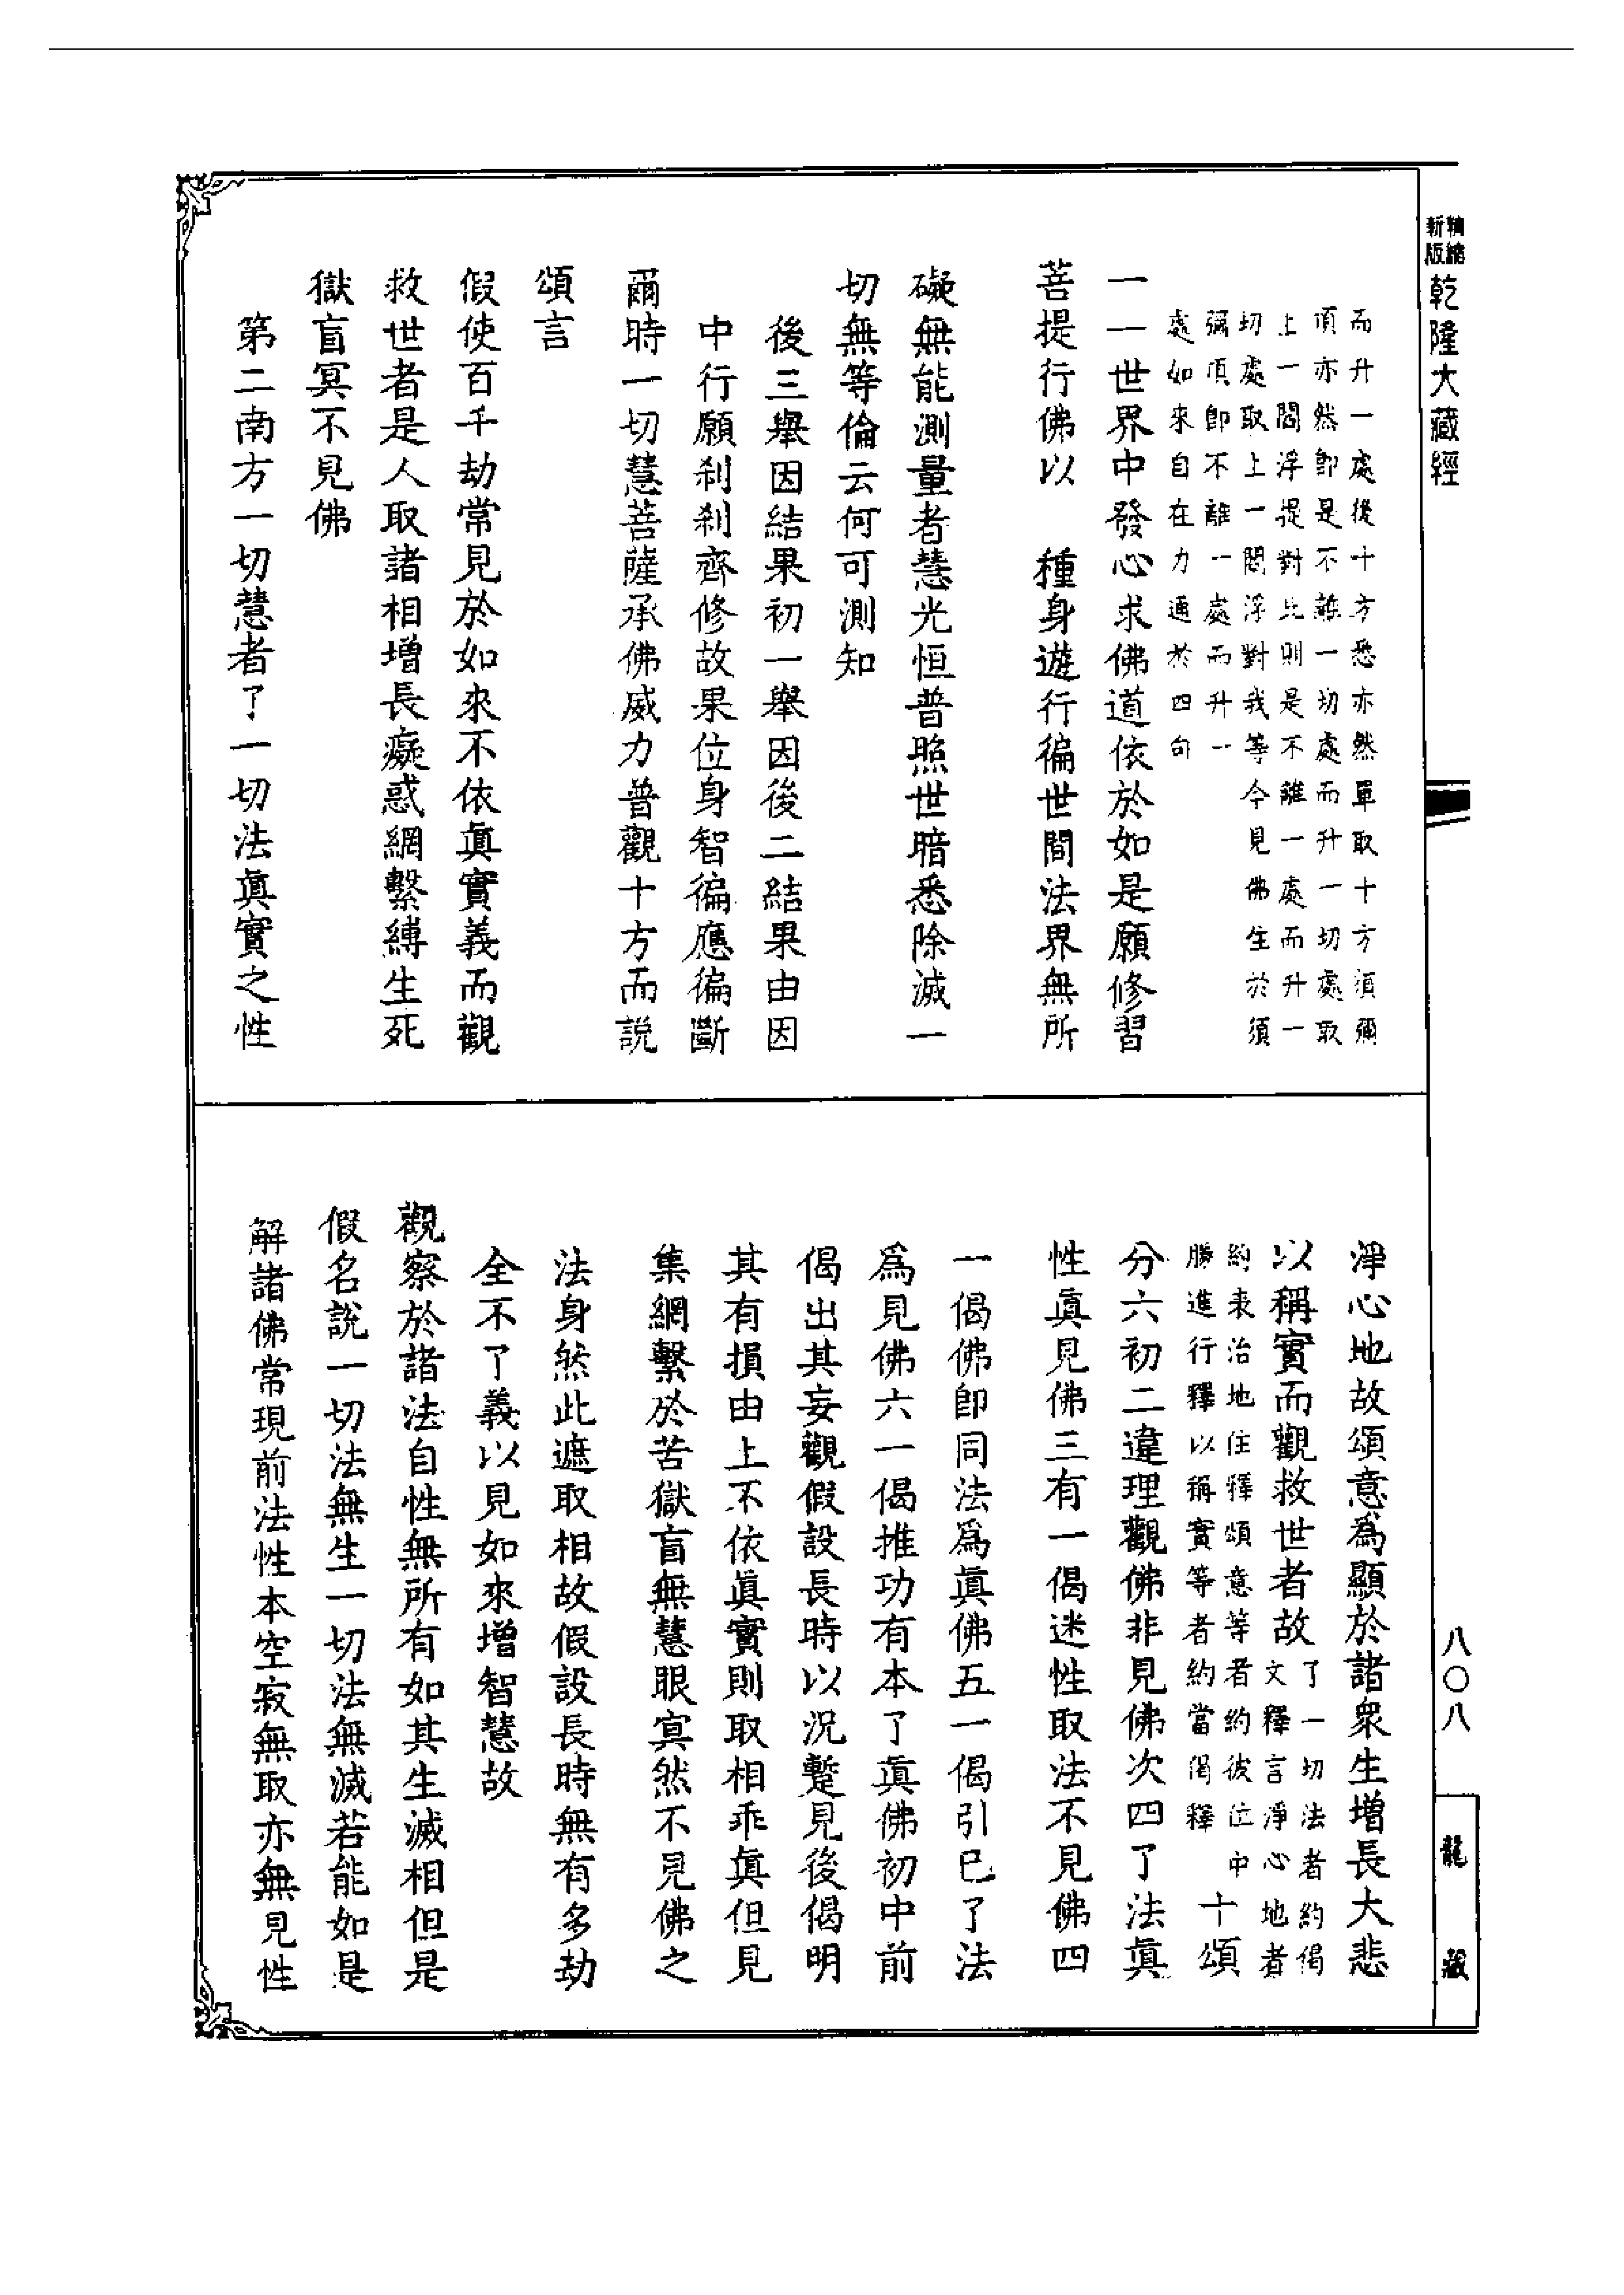 精縮
新版
乾隆大藏經
而升一處後十方悉亦然單取十方須彌
頂亦然卽是不離一切處而升一切處取
上一閻浮提對此則是不離一處而升一
切處取上一閻浮對我等今見佛住於須
彌頂卽不離一處而升一
處如來自在力通於四句
一一世界中發心求佛道依於如是願修習
菩提行佛以 種身遊行徧世間法界無所
礙無能測量者慧光恒普照世暗悉除滅一
切無等倫云何可測知
後三舉因結果初一舉因後二結果由因
中行願剎剎齊修故果位身智徧應徧斷
爾時一切慧菩薩承佛威力普觀十方而說
頌言
假使百千劫常見於如來不依眞實義而觀
救世者是人取諸相增長癡惑網繫縛生死
獄盲冥不見佛
第二南方一切慧者了一切法眞實之性
淨心地故頌意爲顯於諸衆生增長大悲
以稱實而觀救世者故
了一切法者約偈
文釋言淨心地者
約表治地住釋頌意等者約彼位中
勝進行釋以稱實等者約當偈釋
十頌
分六初二違理觀佛非見佛次四了法眞
性眞見佛三有一偈迷性取法不見佛四
一偈佛卽同法爲眞佛五一偈引已了法
爲見佛六一偈推功有本了眞佛初中前
偈出其妄觀假設長時以況蹔見後偈明
其有損由上不依眞實則取相乖眞但見
集網繫於苦獄盲無慧眼冥然不見佛之
法身然此遮取相故假設長時無有多劫
全不了義以見如來增智慧故
觀察於諸法自性無所有如其生滅相但是
假名說一切法無生一切法無滅若能如是
解諸佛常現前法性本空寂無取亦無見性
八〇八
龍藏